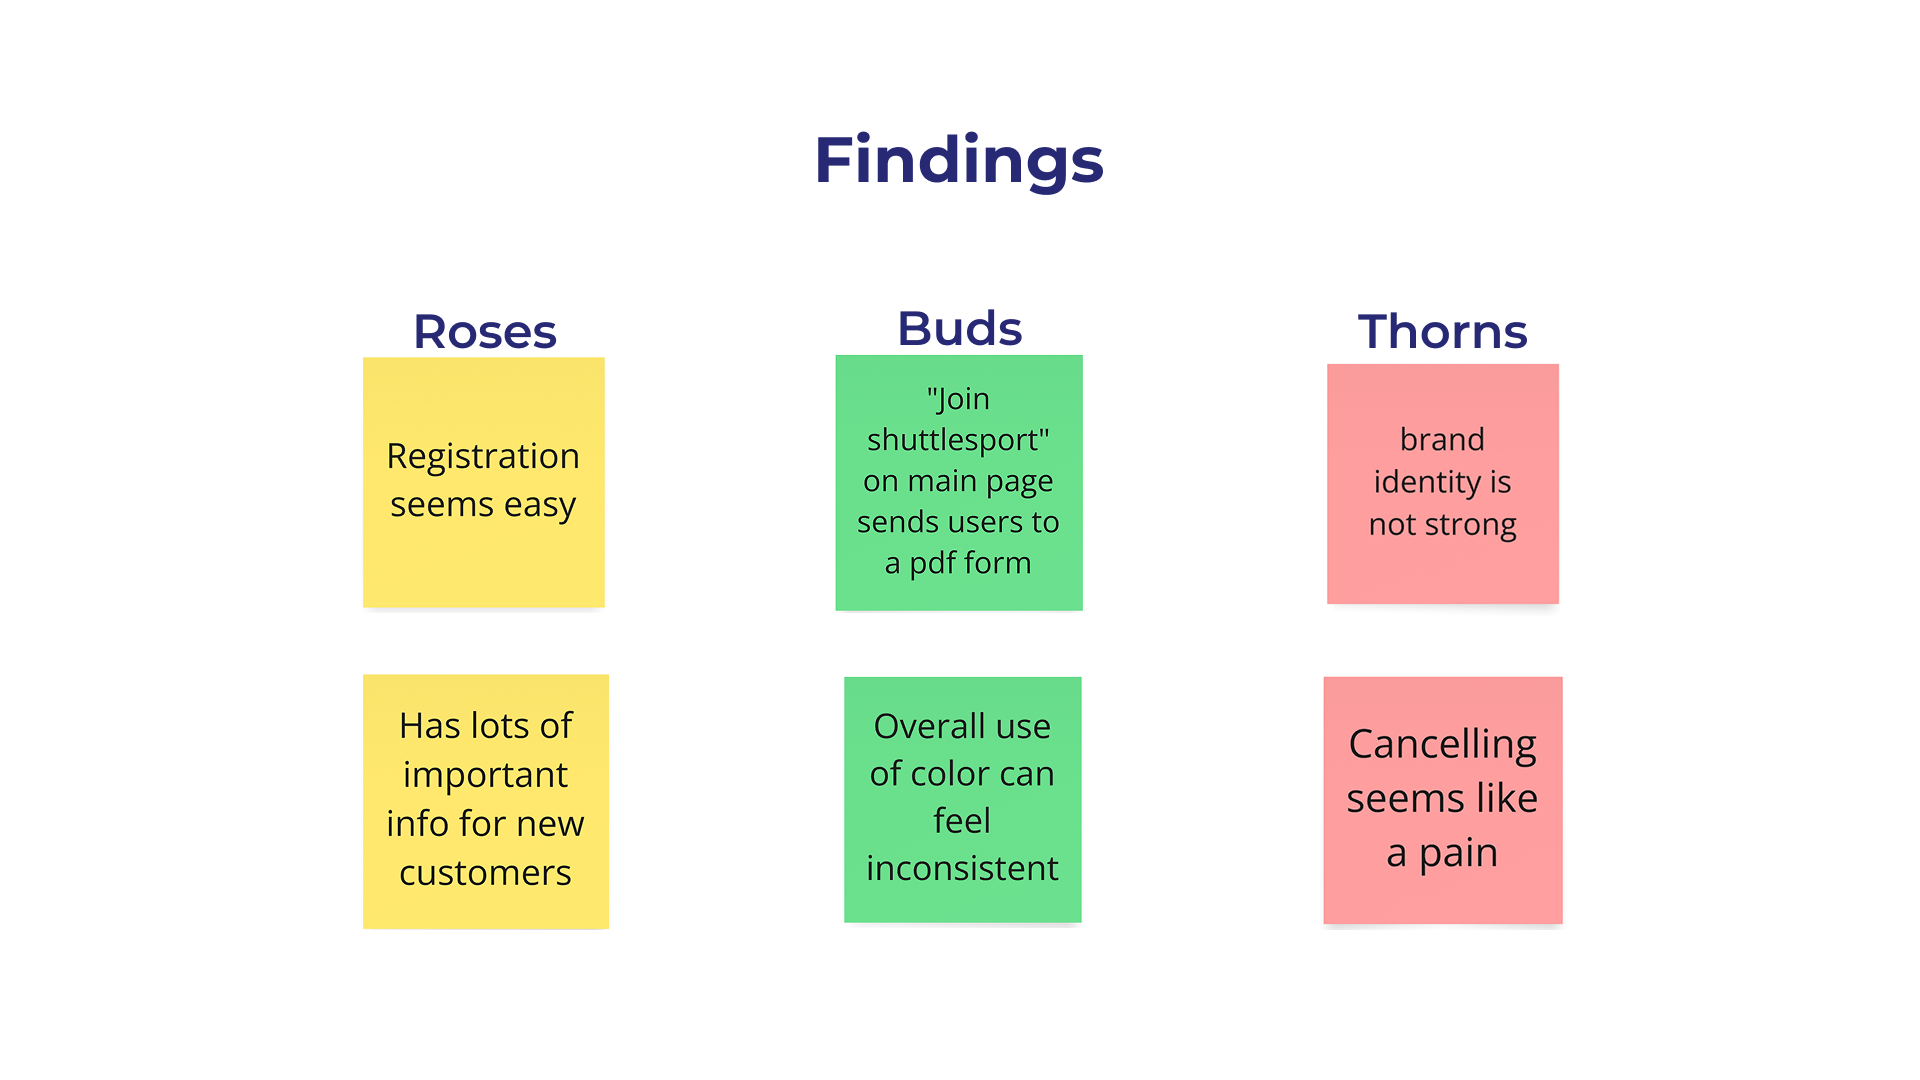 Findings
Roses
Registration
seems easy
Has lots of
important
info for new
customers
Buds
"Join
shuttlesport"
on main page
sends users to
a pdf form
Overall use
of color can
feel
inconsistent
Thorns
brand
identity is
not strong
Cancelling
seems like
a pain